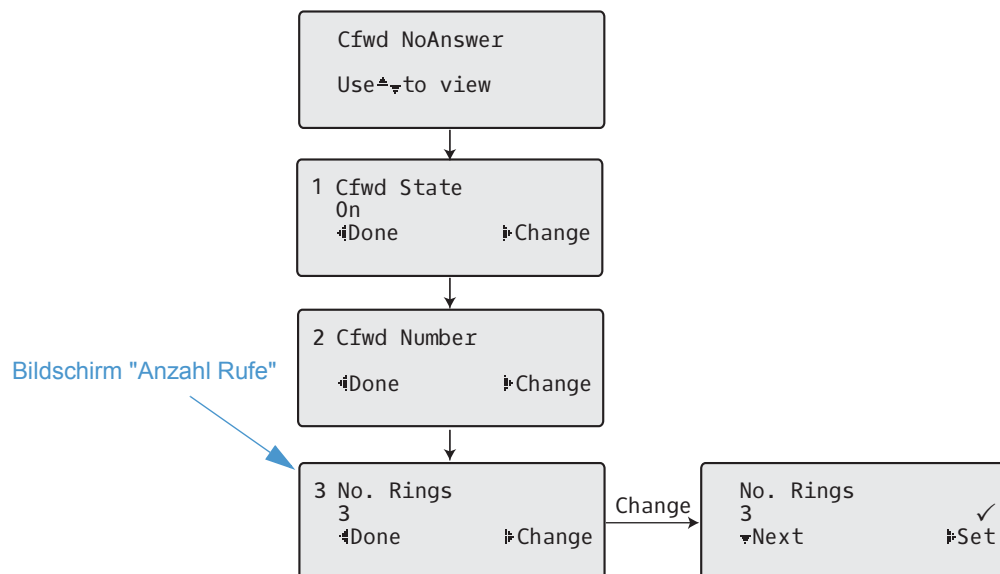 Cfwd NoAnswer
Use to view
1 Cfwd State
On
Done Change
2 Cfwd Number
Done Change
Bildschirm "Anzahl Rufe"
3 No. Rings
3
Done Change
Change
No. Rings
3 ✓
Next Set